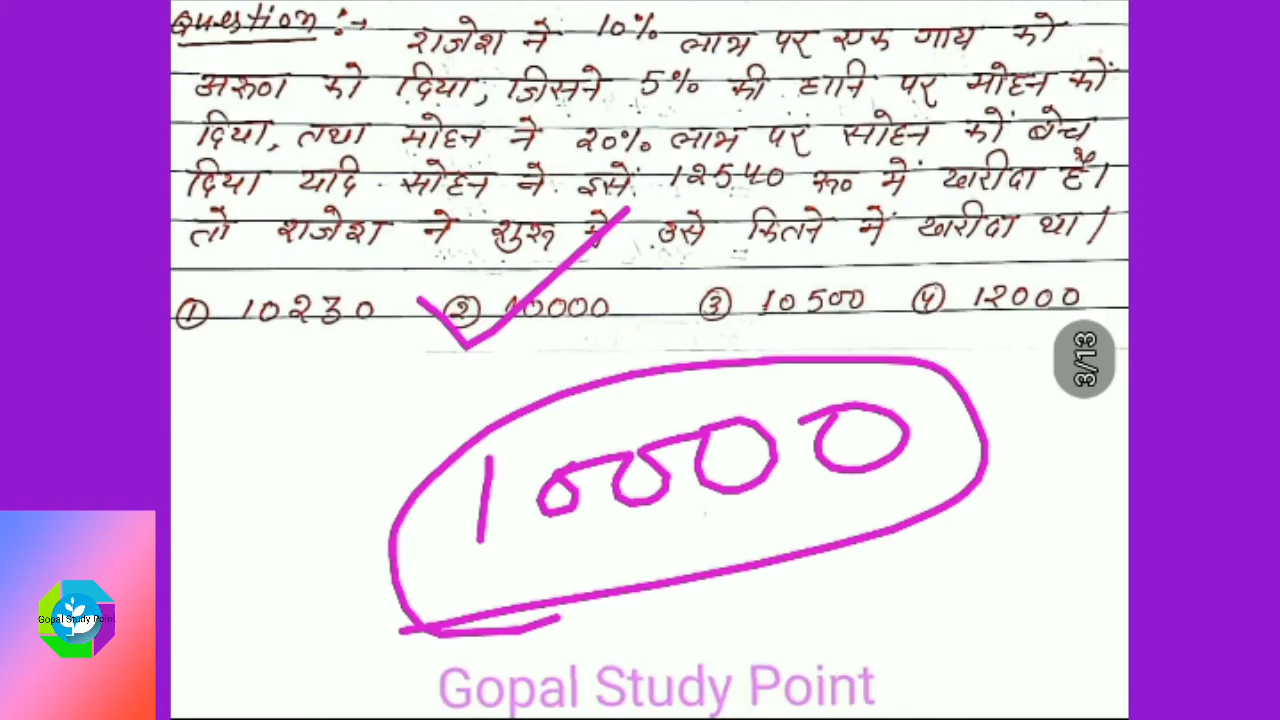 Question :→ राजेश ने 10% लाभ पर एक गाय को
अरुण को दिया, जिसने 5% की हानि पर मोहन कों
दिया, तथा मोहन ने 20% लाभ पर सोहन कों बेच
दिया यदि सोहन ने इसें 12540 रू० में खरीदा हैं।
तो राजेश ने शुरू में उसे कितने में खरीदा था।
① 10230 ② 10000 ③ 10500 ④ 12000
3/13
10000
Gopal Study Point
Gopal Study Point